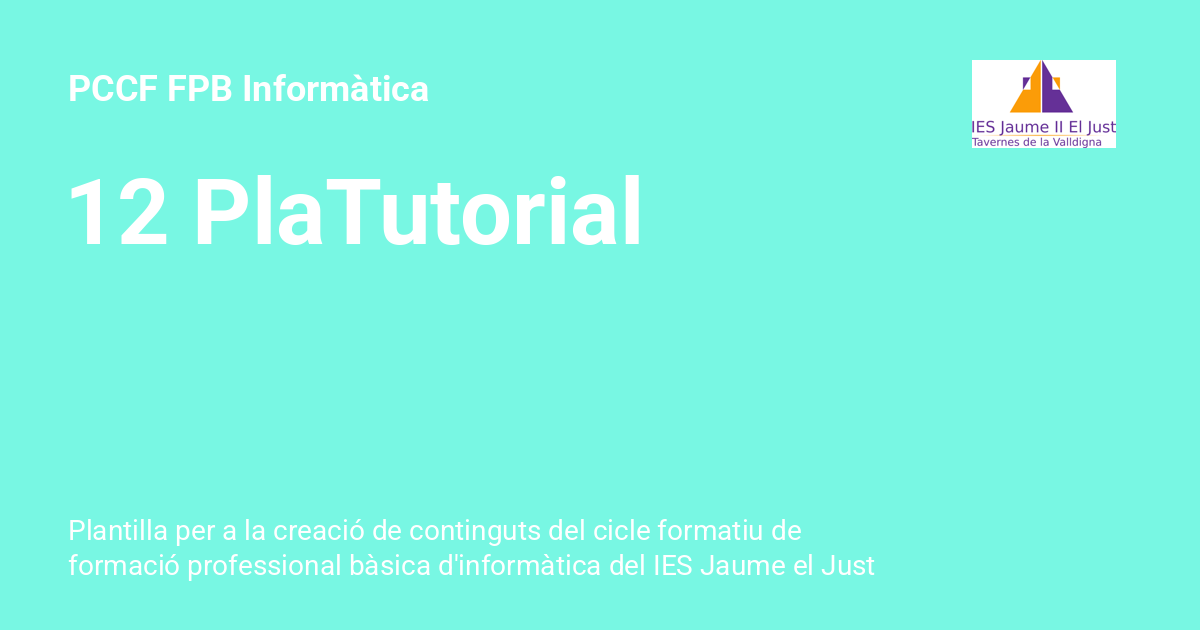 PCCF FPB Informàtica
IES Jaume II El Just
Tavernes de la Valldigna
12 PlaTutorial
Plantilla per a la creació de continguts del cicle formatiu de
formació professional bàsica d'informàtica del IES Jaume el Just